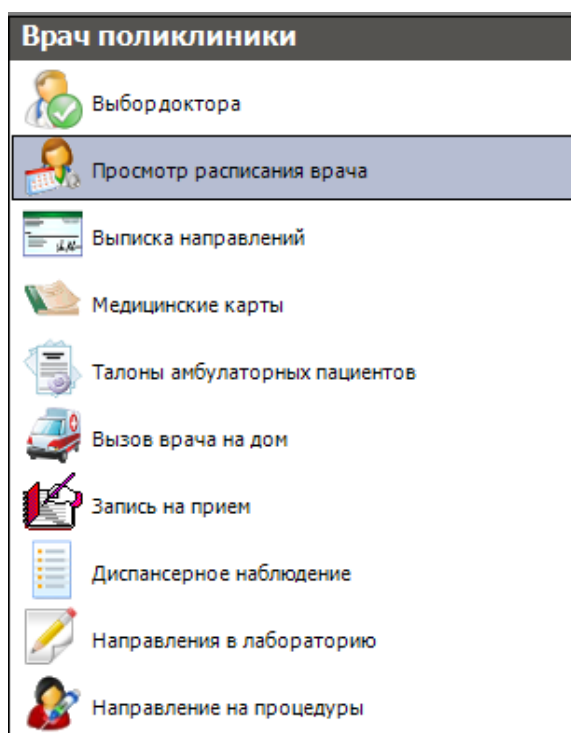 Врач поликлиники
Выбор доктора
Просмотр расписания врача
Выписка направлений
Медицинские карты
Талоны амбулаторных пациентов
Вызов врача на дом
Запись на прием
Диспансерное наблюдение
Направления в лабораторию
Направление на процедуры